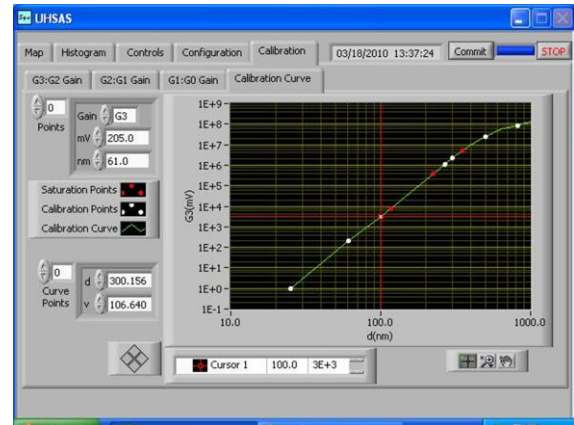 UHSAS
Map Histogram Controls Configuration Calibration 03/18/2010 13:37:24 Commit STOP
G3:G2 Gain G2:G1 Gain G1:G0 Gain Calibration Curve
0
Points
Gain G3
mV 205.0
nm 61.0
Saturation Points
Calibration Points
Calibration Curve
0
Curve
Points
d 300.156
v 106.640
G3(mV)
1E+9
1E+8
1E+7
1E+6
1E+5
1E+4
1E+3
1E+2
1E+1
1E+0
1E-1
10.0 100.0 1000.0
d(nm)
Cursor 1 100.0 3E+3